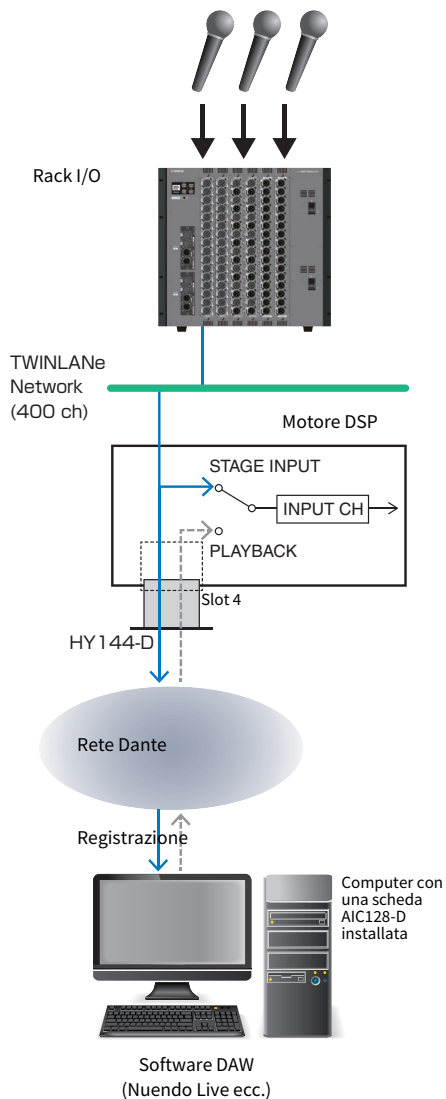 Rack I/O
TWINLANe
Network
(400 ch)
Motore DSP
STAGE INPUT
INPUT CH
PLAYBACK
Slot 4
HY144-D
Rete Dante
Registrazione
Computer con
una scheda
AIC128-D
installata
Software DAW
(Nuendo Live ecc.)